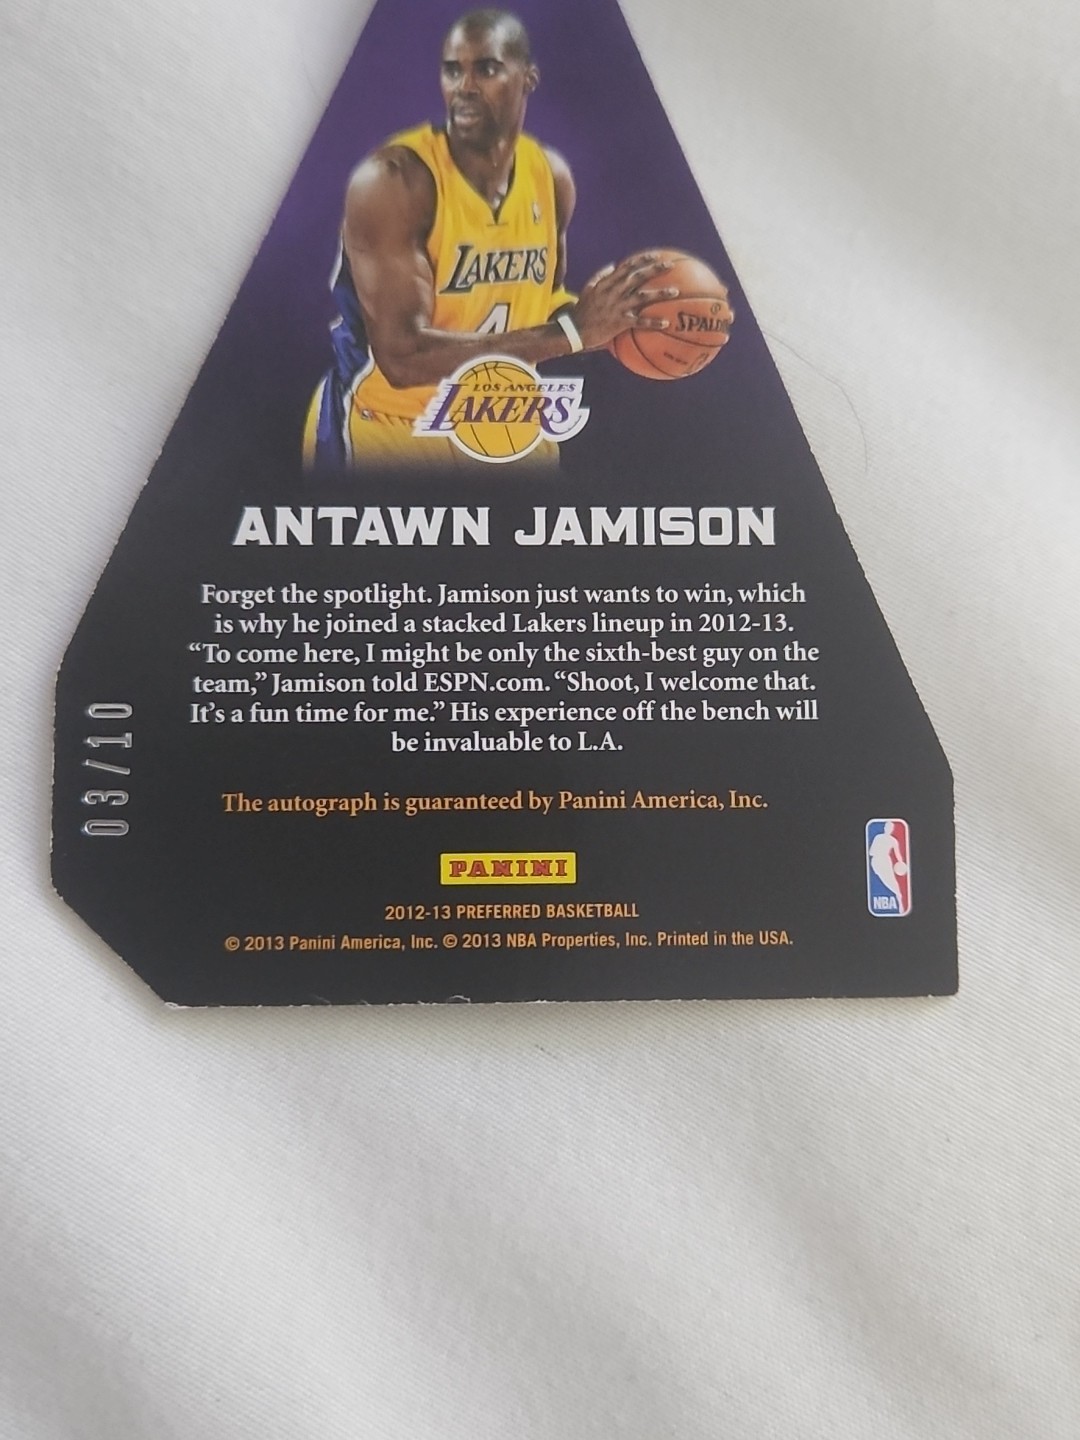 LAKERS
4
SPALD
LOS ANGELES
LAKERS
ANTAWN JAMISON
Forget the spotlight. Jamison just wants to win, which
is why he joined a stacked Lakers lineup in 2012-13.
“To come here, I might be only the sixth-best guy on the
team,” Jamison told ESPN.com. “Shoot, I welcome that.
It’s a fun time for me.” His experience off the bench will
be invaluable to L.A.
03/10
The autograph is guaranteed by Panini America, Inc.
PANINI
NBA
2012-13 PREFERRED BASKETBALL
© 2013 Panini America, Inc. © 2013 NBA Properties, Inc. Printed in the USA.